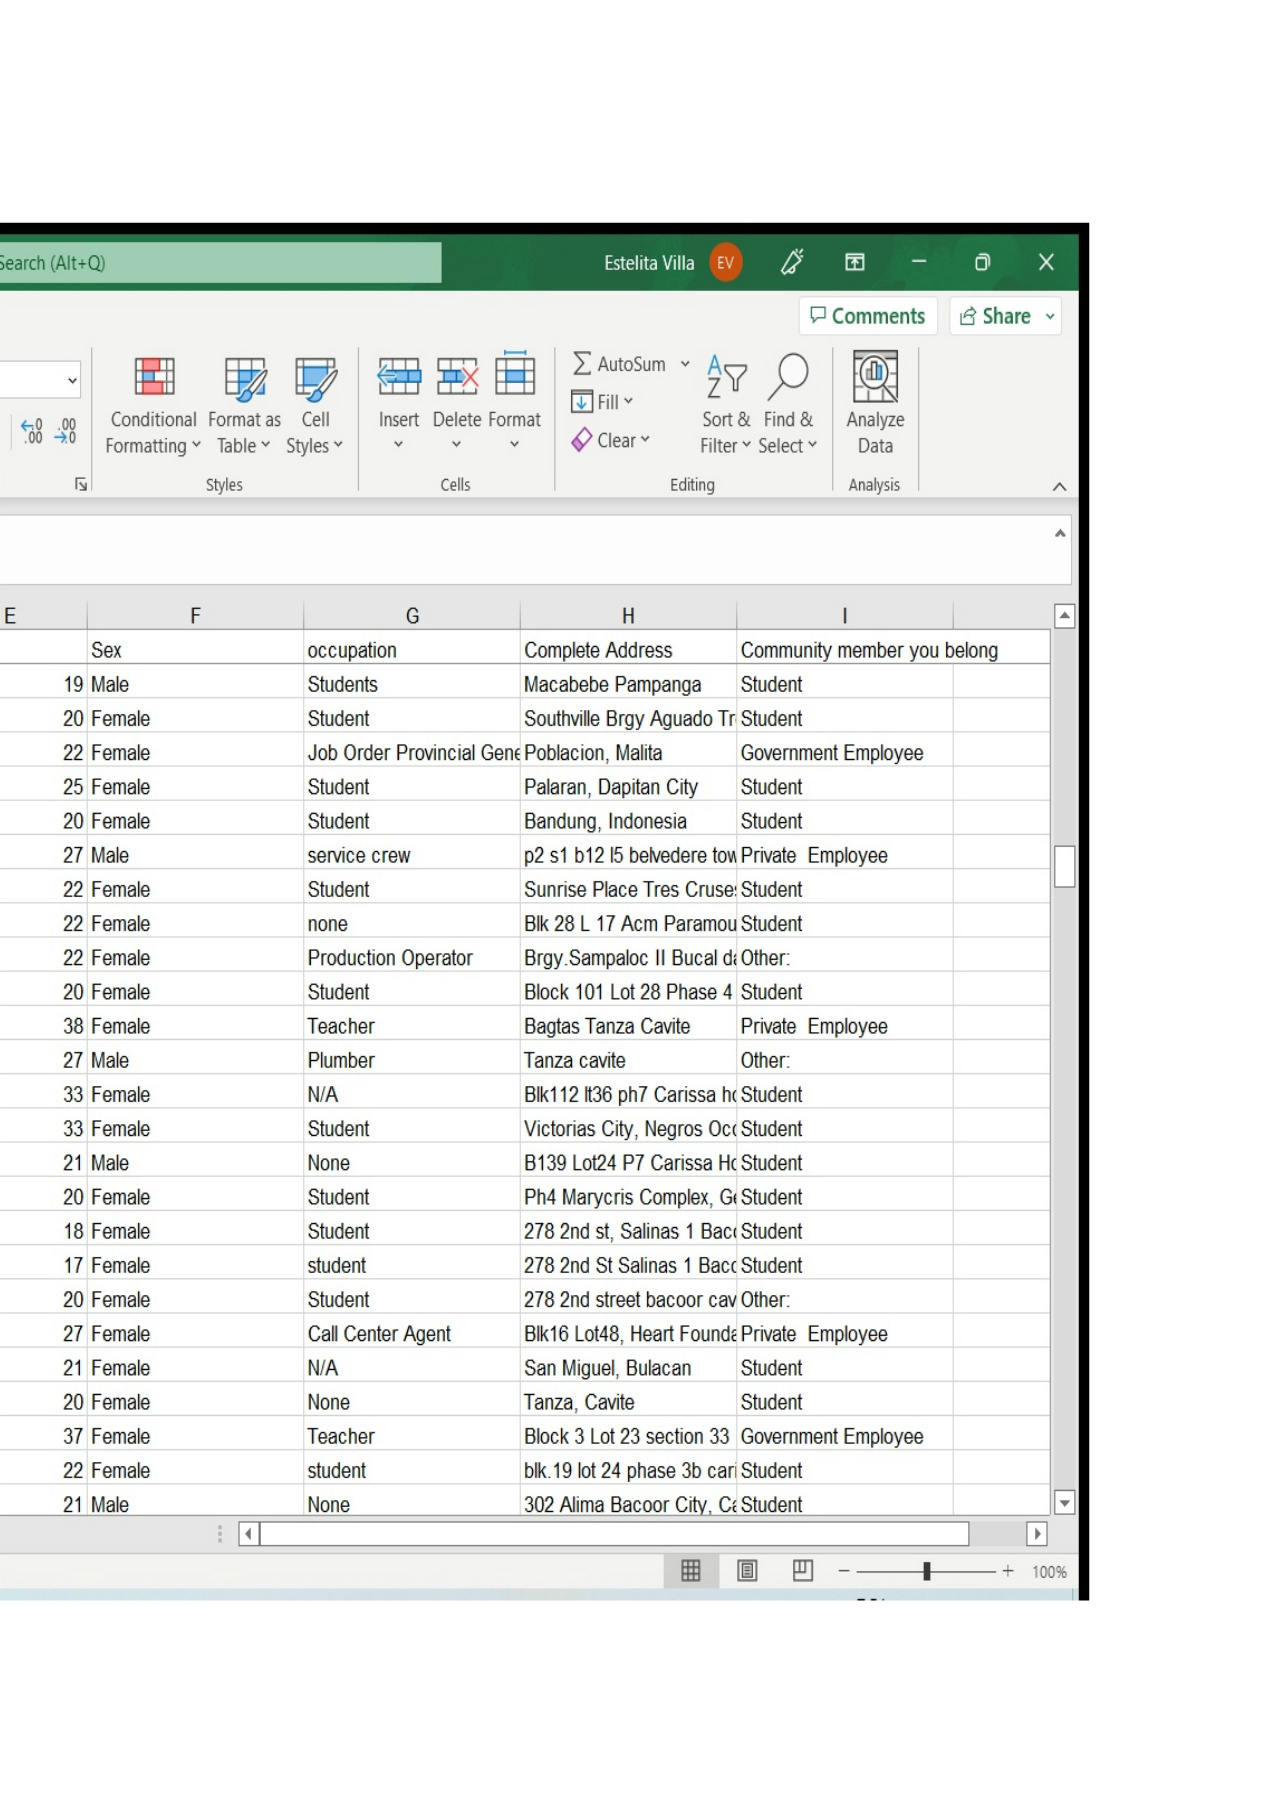 Search (Alt+Q) Estelita Villa EV
Comments Share
AutoSum
Fill
Clear
Conditional Formatting Format as Table Cell Styles Insert Delete Format Sort & Filter Find & Select Analyze Data
Styles Cells Editing Analysis
E F G H I
Sex occupation Complete Address Community member you belong
19 Male Students Macabebe Pampanga Student
20 Female Student Southville Brgy Aguado Tr Student
22 Female Job Order Provincial Gene Poblacion, Malita Government Employee
25 Female Student Palaran, Dapitan City Student
20 Female Student Bandung, Indonesia Student
27 Male service crew p2 s1 b12 l5 belvedere tow Private Employee
22 Female Student Sunrise Place Tres Cruses Student
22 Female none Blk 28 L 17 Acm Paramou Student
22 Female Production Operator Brgy.Sampaloc II Bucal da Other:
20 Female Student Block 101 Lot 28 Phase 4 Student
38 Female Teacher Bagtas Tanza Cavite Private Employee
27 Male Plumber Tanza cavite Other:
33 Female N/A Blk112 lt36 ph7 Carissa ho Student
33 Female Student Victorias City, Negros Occ Student
21 Male None B139 Lot24 P7 Carissa Ho Student
20 Female Student Ph4 Marycris Complex, Ge Student
18 Female Student 278 2nd st, Salinas 1 Baco Student
17 Female student 278 2nd St Salinas 1 Baco Student
20 Female Student 278 2nd street bacoor cav Other:
27 Female Call Center Agent Blk16 Lot48, Heart Founda Private Employee
21 Female N/A San Miguel, Bulacan Student
20 Female None Tanza, Cavite Student
37 Female Teacher Block 3 Lot 23 section 33 Government Employee
22 Female student blk.19 lot 24 phase 3b cari Student
21 Male None 302 Alima Bacoor City, Ca Student
100%